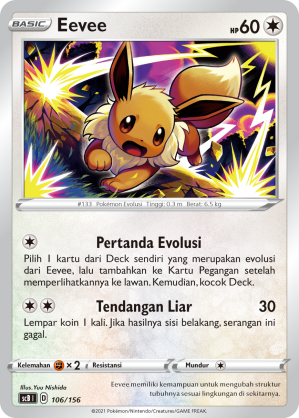 BASIC Eevee HP 60
#133 Pokémon Evolusi Tinggi: 0.3 m Berat: 6.5 kg
Pertanda Evolusi
Pilih 1 kartu dari Deck sendiri yang merupakan evolusi
dari Eevee, lalu tambahkan ke Kartu Pegangan setelah
memperlihatkannya ke lawan. Kemudian, kocok Deck.
Tendangan Liar 30
Lempar koin 1 kali. Jika hasilnya sisi belakang, serangan ini
gagal.
Kelemahan × 2 Resistansi Mundur
Illus. Yuu Nishida
sc3 I D 106/156
Eevee memiliki kemampuan untuk mengubah struktur
tubuhnya sesuai lingkungan di sekitarnya.
©2021 Pokémon/Nintendo/Creatures/GAME FREAK